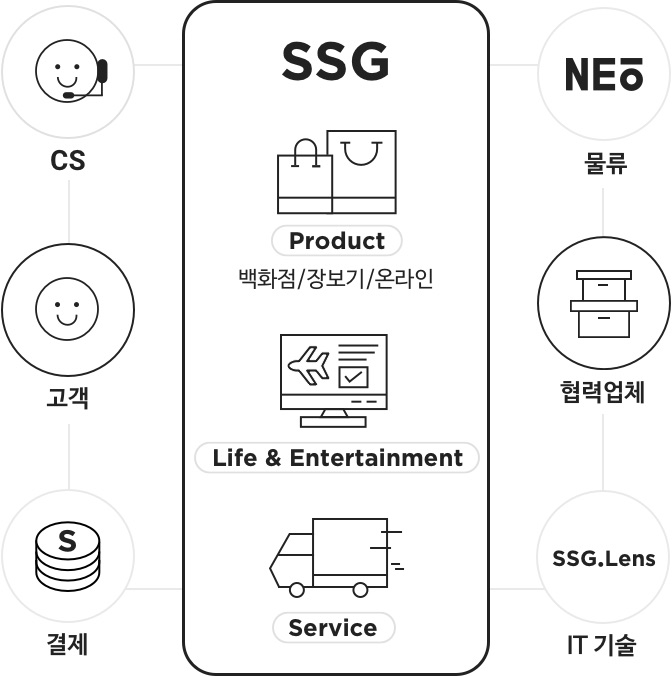 SSG
Product
백화점/장보기/온라인
Life & Entertainment
Service
CS
고객
S
결제
NEO
물류
협력업체
SSG.Lens
IT 기술